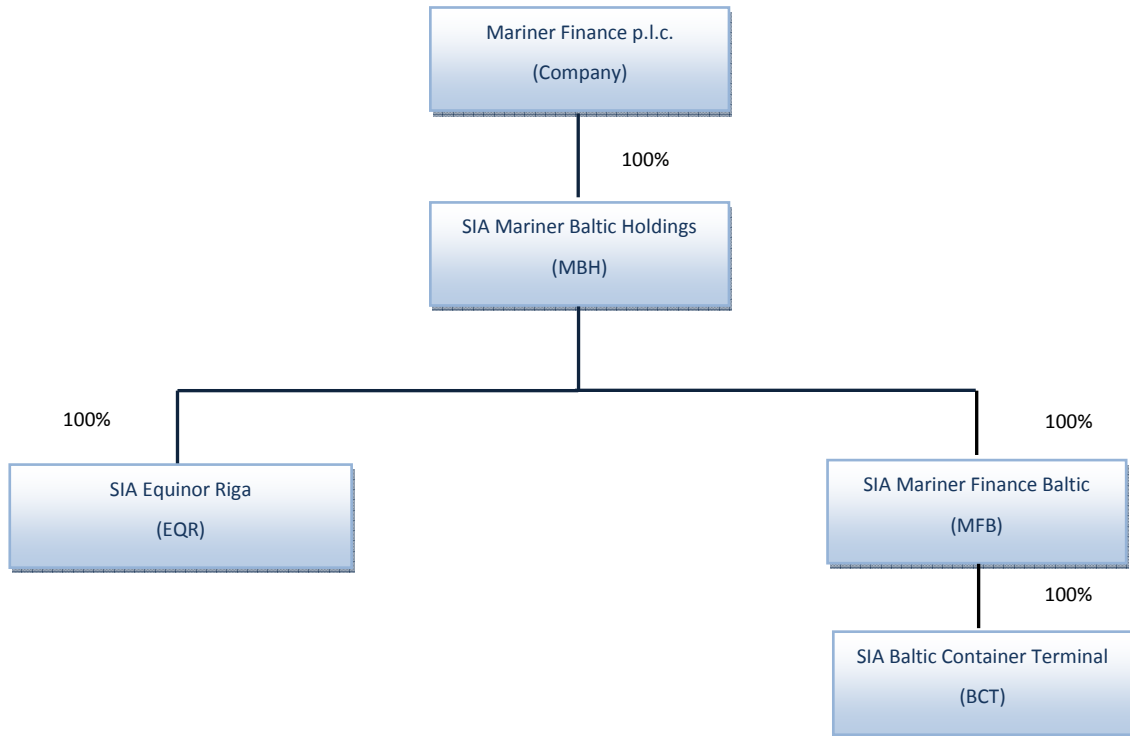 Mariner Finance p.l.c.
(Company)
100%
SIA Mariner Baltic Holdings
(MBH)
100%
100%
SIA Equinor Riga
(EQR)
SIA Mariner Finance Baltic
(MFB)
100%
SIA Baltic Container Terminal
(BCT)